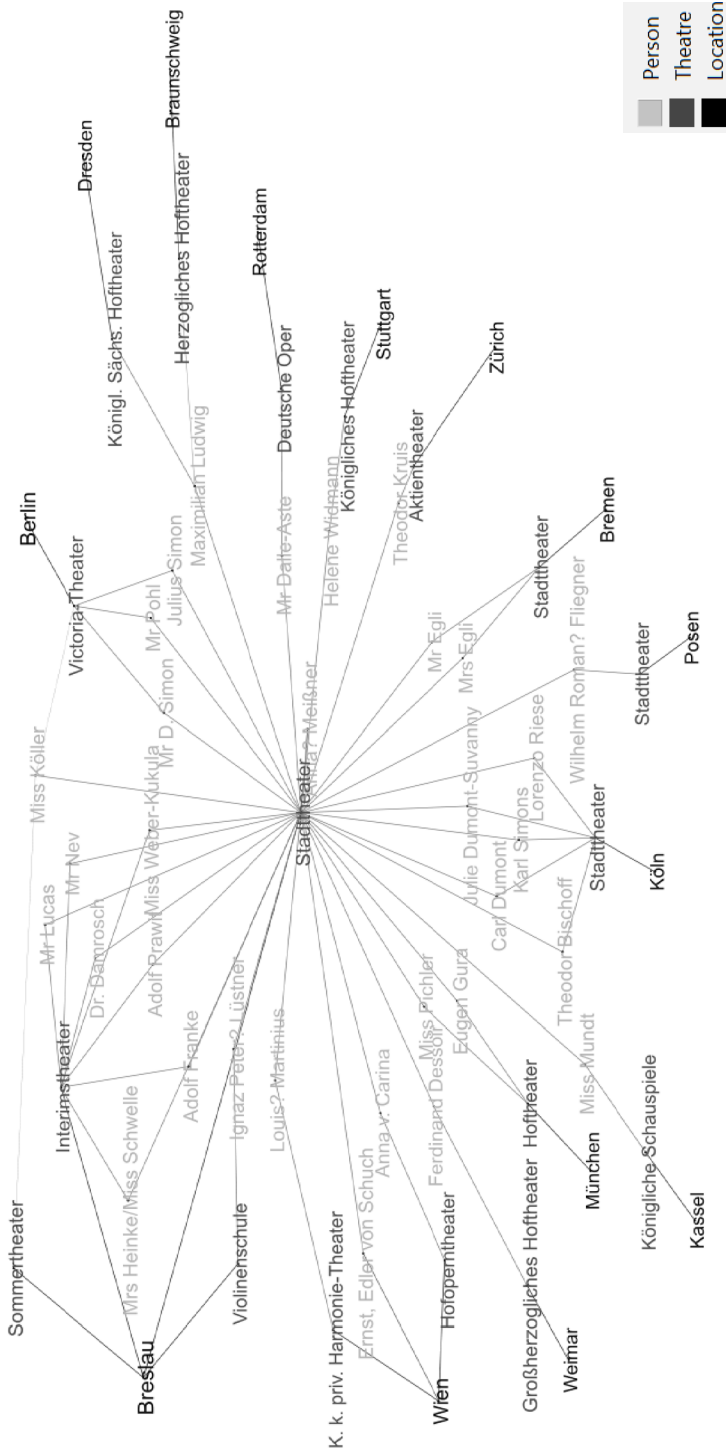 Person
Theatre
Location
Braunschweig
Dresden
Herzogliches Hoftheater
Königl. Sächs. Hoftheater
Rotterdam
Stuttgart
Königliches Hoftheater
Deutsche Oper
Zürich
Aktientheater
Theodor Kruis
Helene Widmann
Mr Dalle-Aste
Maximilian Ludwig
Berlin
Victoria-Theater
Julius Simon
Mr Pohl
Mr D. Simon
Bremen
Stadttheater
Mr Egli
Mrs Egli
Wilhelm Roman? Fliegner
Posen
Stadttheater
Meißner
Stadttheater
Miss Köller
Mr Nev
Mr Lucas
Miss Weber-Kukula
Dr. Damrosch
Adolf Prawit
Lorenzo Riese
Karl Simons
Julie Dumont-Suvanny
Carl Dumont
Stadttheater
Köln
Theodor Bischoff
Interimstheater
Adolf Franke
Ignaz Peter? Lüstner
Louis? Martinius
Mrs Heinke/Miss Schwelle
Miss Pichler
Eugen Gura
Anna v. Carina
Ferdinand Dessoir
Miss Mundt
Hoftheater
München
Königliche Schauspiele
Kassel
Sommertheater
Violinenschule
Breslau
K. k. priv. Harmonie-Theater
Ernst, Edler von Schuch
Hofoperntheater
Wien
Großherzogliches Hoftheater
Weimar